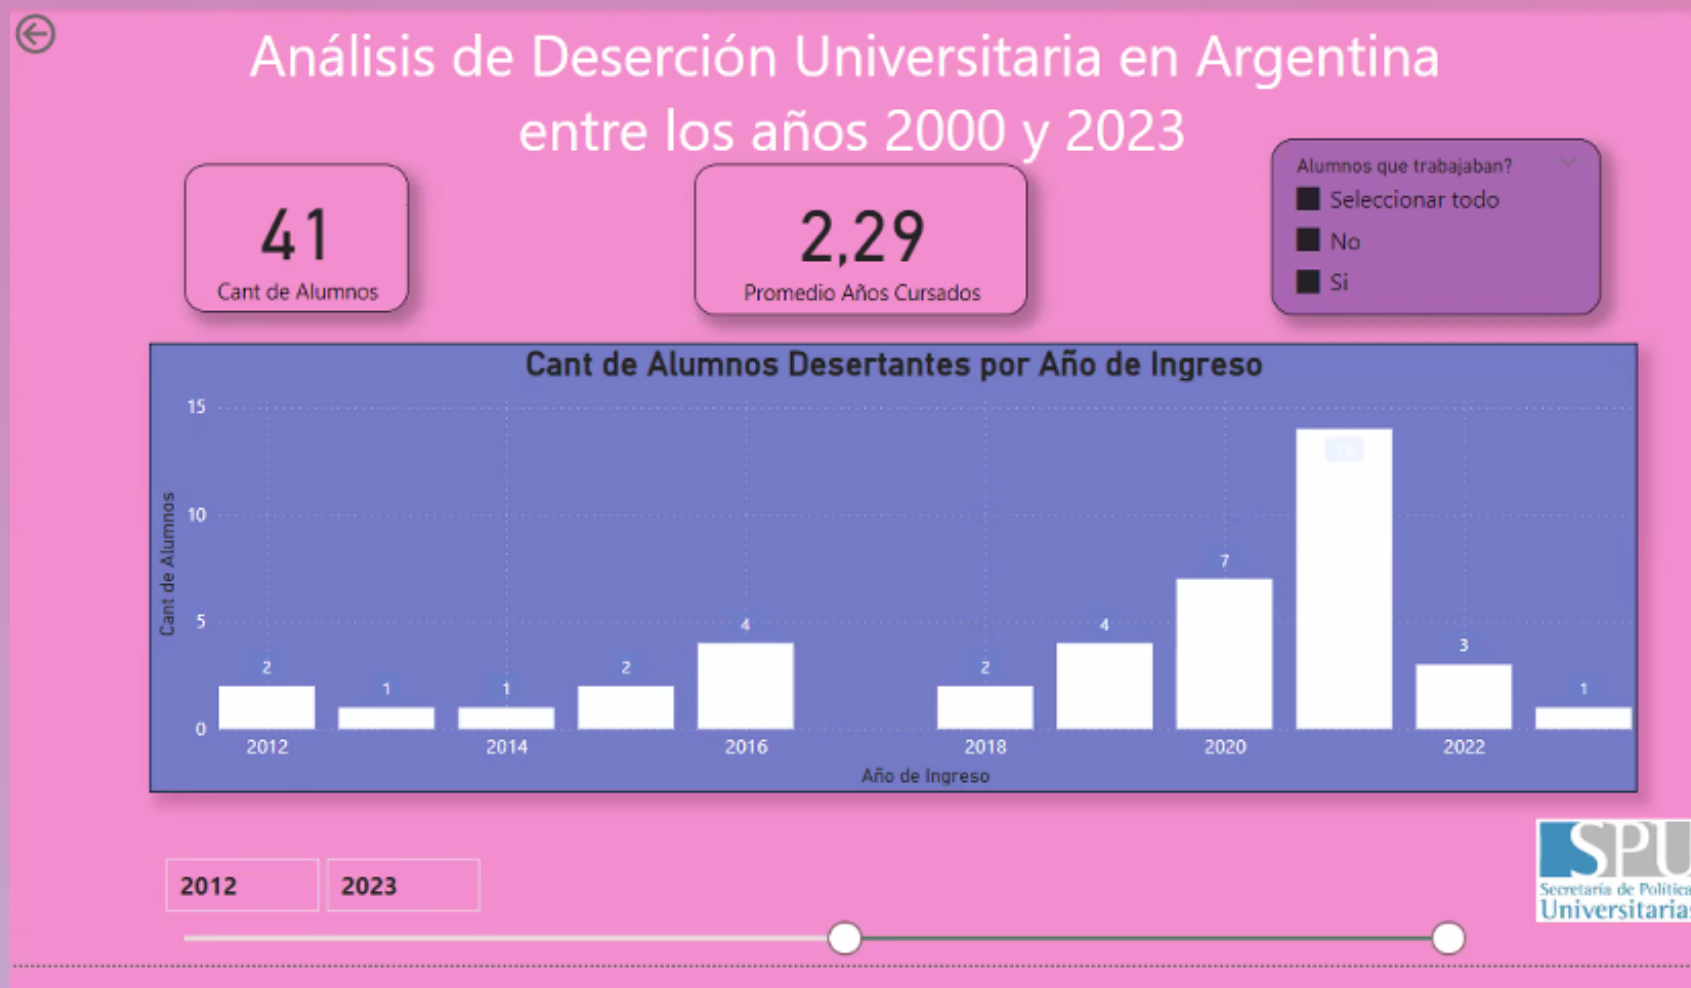 Análisis de Deserción Universitaria en Argentina
entre los años 2000 y 2023
41
Cant de Alumnos
2,29
Promedio Años Cursados
Alumnos que trabajaban?
Seleccionar todo
No
Si
Cant de Alumnos Desertantes por Año de Ingreso
Cant de Alumnos
15
10
5
0
2
1
1
2
4
2
4
7
3
1
2012
2014
2016
2018
2020
2022
Año de Ingreso
2012
2023
SPU
Secretaría de Política
Universitarias